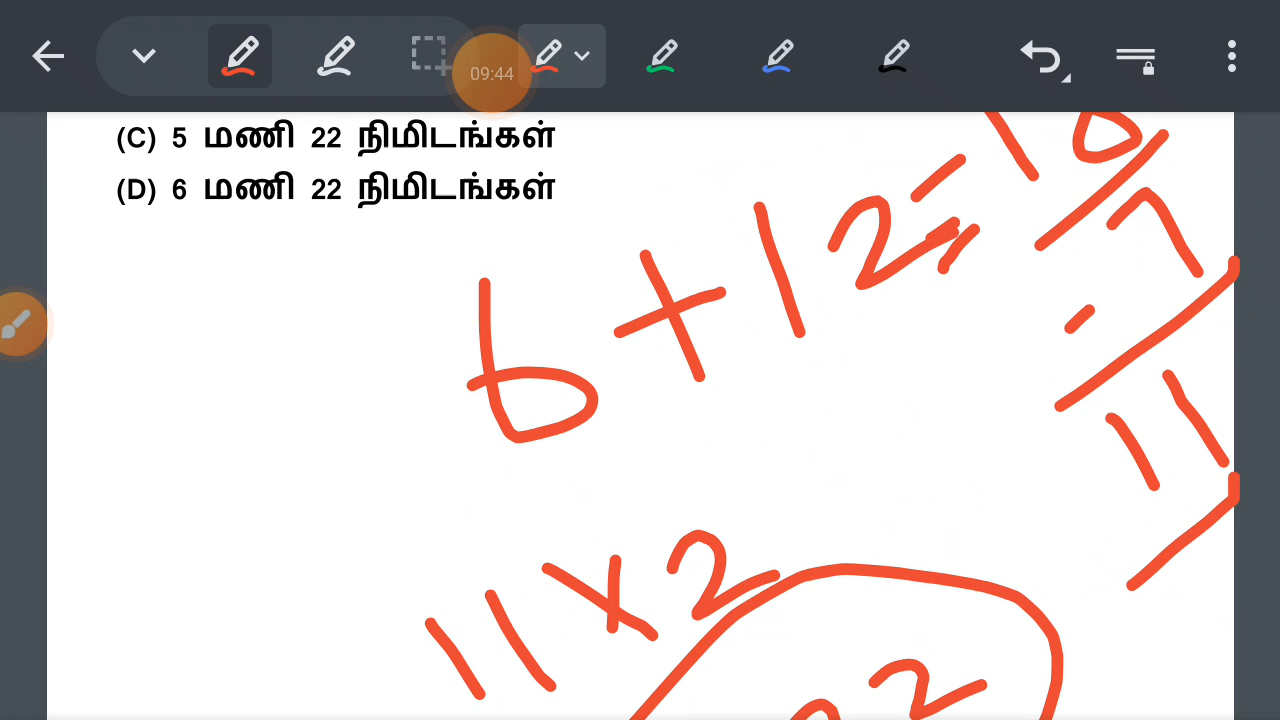 09:44
(C) 5 மணி 22 நிமிடங்கள்
(D) 6 மணி 22 நிமிடங்கள்
6 + 12 = 18
- 7
11
11 x 2
22